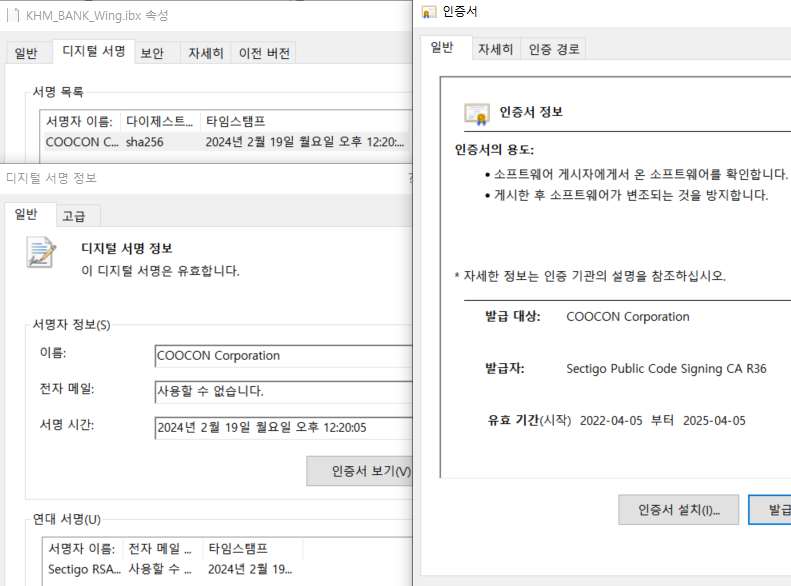 KHM_BANK_Wing.ibx 속성
일반 디지털 서명 보안 자세히 이전 버전
서명 목록
서명자 이름: 다이제스트... 타임스탬프
COOCON C... sha256 2024년 2월 19일 월요일 오후 12:20:...
디지털 서명 정보
일반 고급
디지털 서명 정보
이 디지털 서명은 유효합니다.
서명자 정보(S)
이름: COOCON Corporation
전자 메일: 사용할 수 없습니다.
서명 시간: 2024년 2월 19일 월요일 오후 12:20:05
인증서 보기(V)
연대 서명(U)
서명자 이름: 전자 메일 ... 타임스탬프
Sectigo RSA... 사용할 수 ... 2024년 2월 19...
인증서
일반 자세히 인증 경로
인증서 정보
인증서의 용도:
• 소프트웨어 게시자에게서 온 소프트웨어를 확인합니다.
• 게시한 후 소프트웨어가 변조되는 것을 방지합니다.
* 자세한 정보는 인증 기관의 설명을 참조하십시오.
발급 대상: COOCON Corporation
발급자: Sectigo Public Code Signing CA R36
유효 기간(시작) 2022-04-05 부터 2025-04-05
인증서 설치(I)... 발급